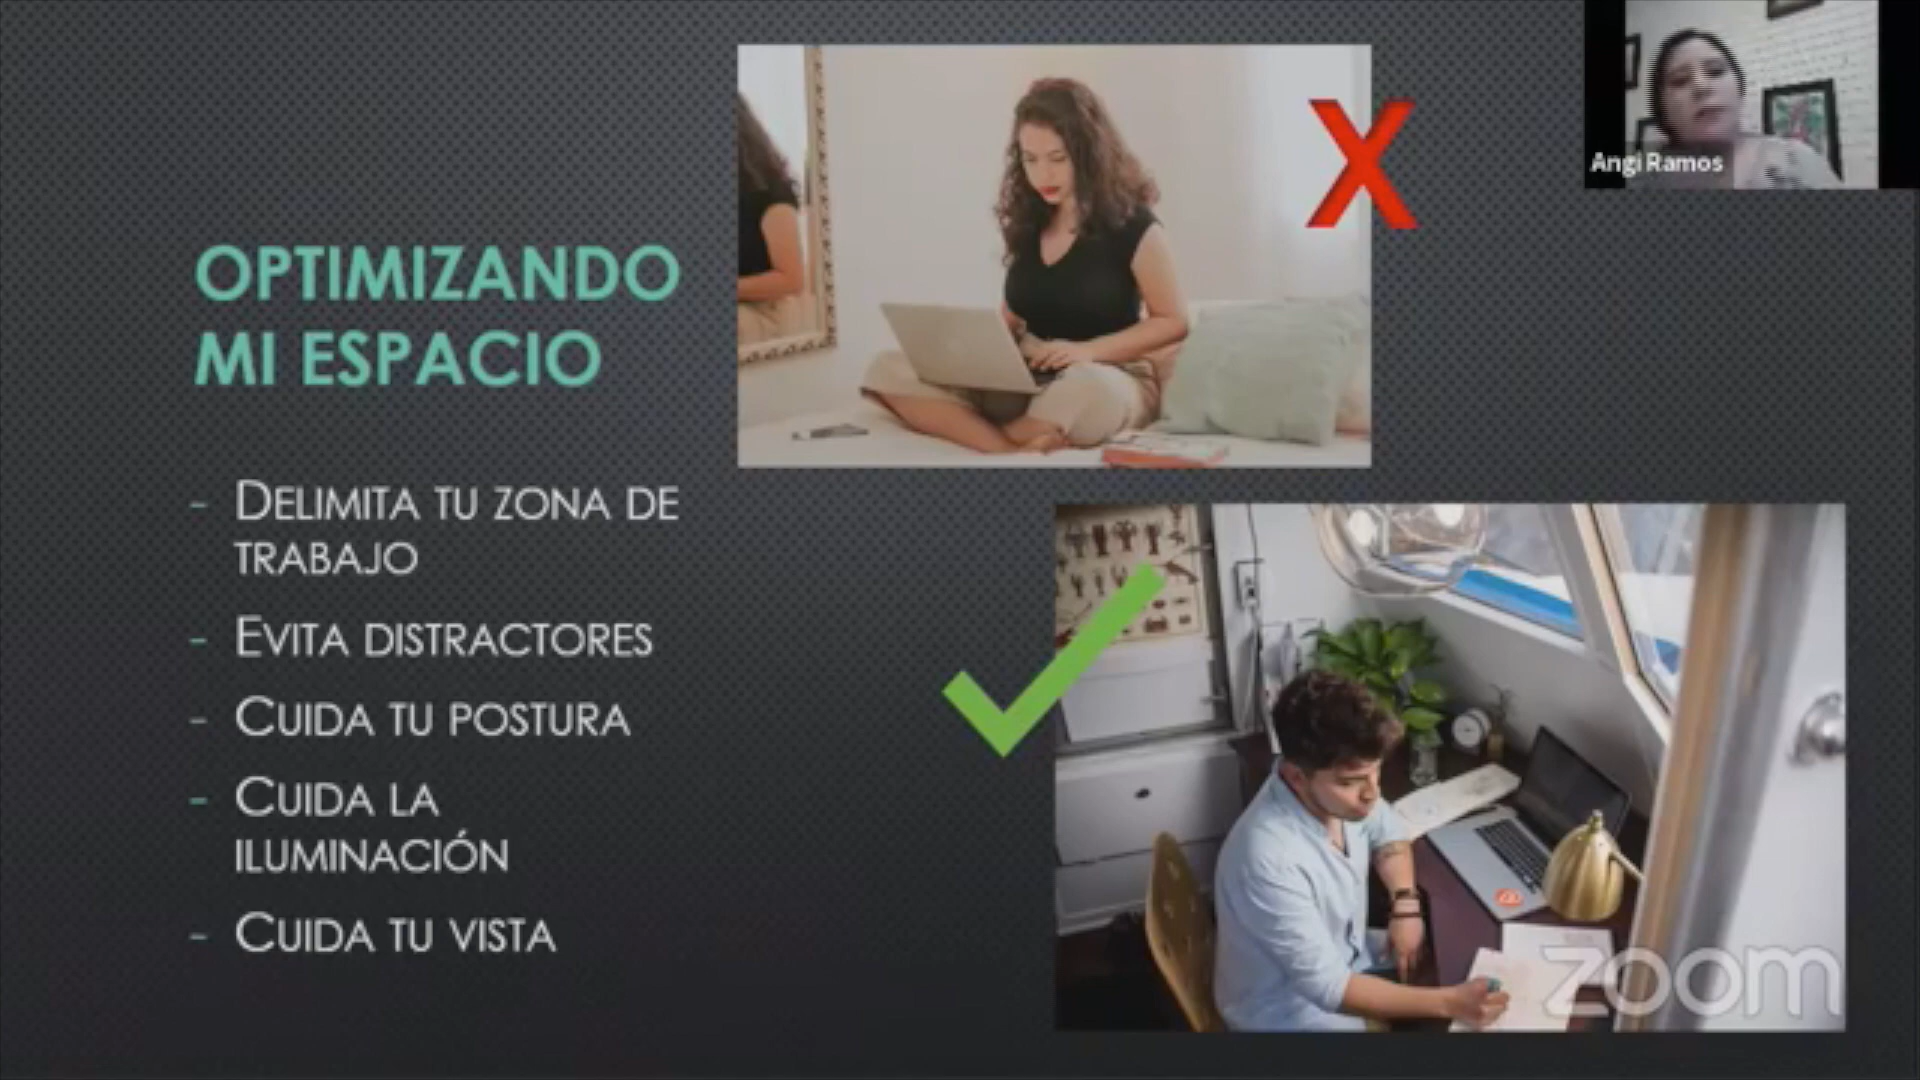 OPTIMIZANDO
MI ESPACIO
- DELIMITA TU ZONA DE
TRABAJO
- EVITA DISTRACTORES
- CUIDA TU POSTURA
- CUIDA LA
ILUMINACIÓN
- CUIDA TU VISTA
X
Angi Ramos
zoom